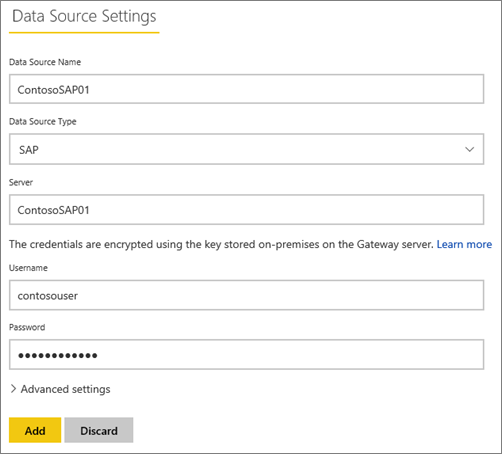 Data Source Settings
Data Source Name
ContosoSAP01
Data Source Type
SAP
Server
ContosoSAP01
The credentials are encrypted using the key stored on-premises on the Gateway server. Learn more
Username
contosouser
Password
●●●●●●●●●●●●
Advanced settings
Add Discard